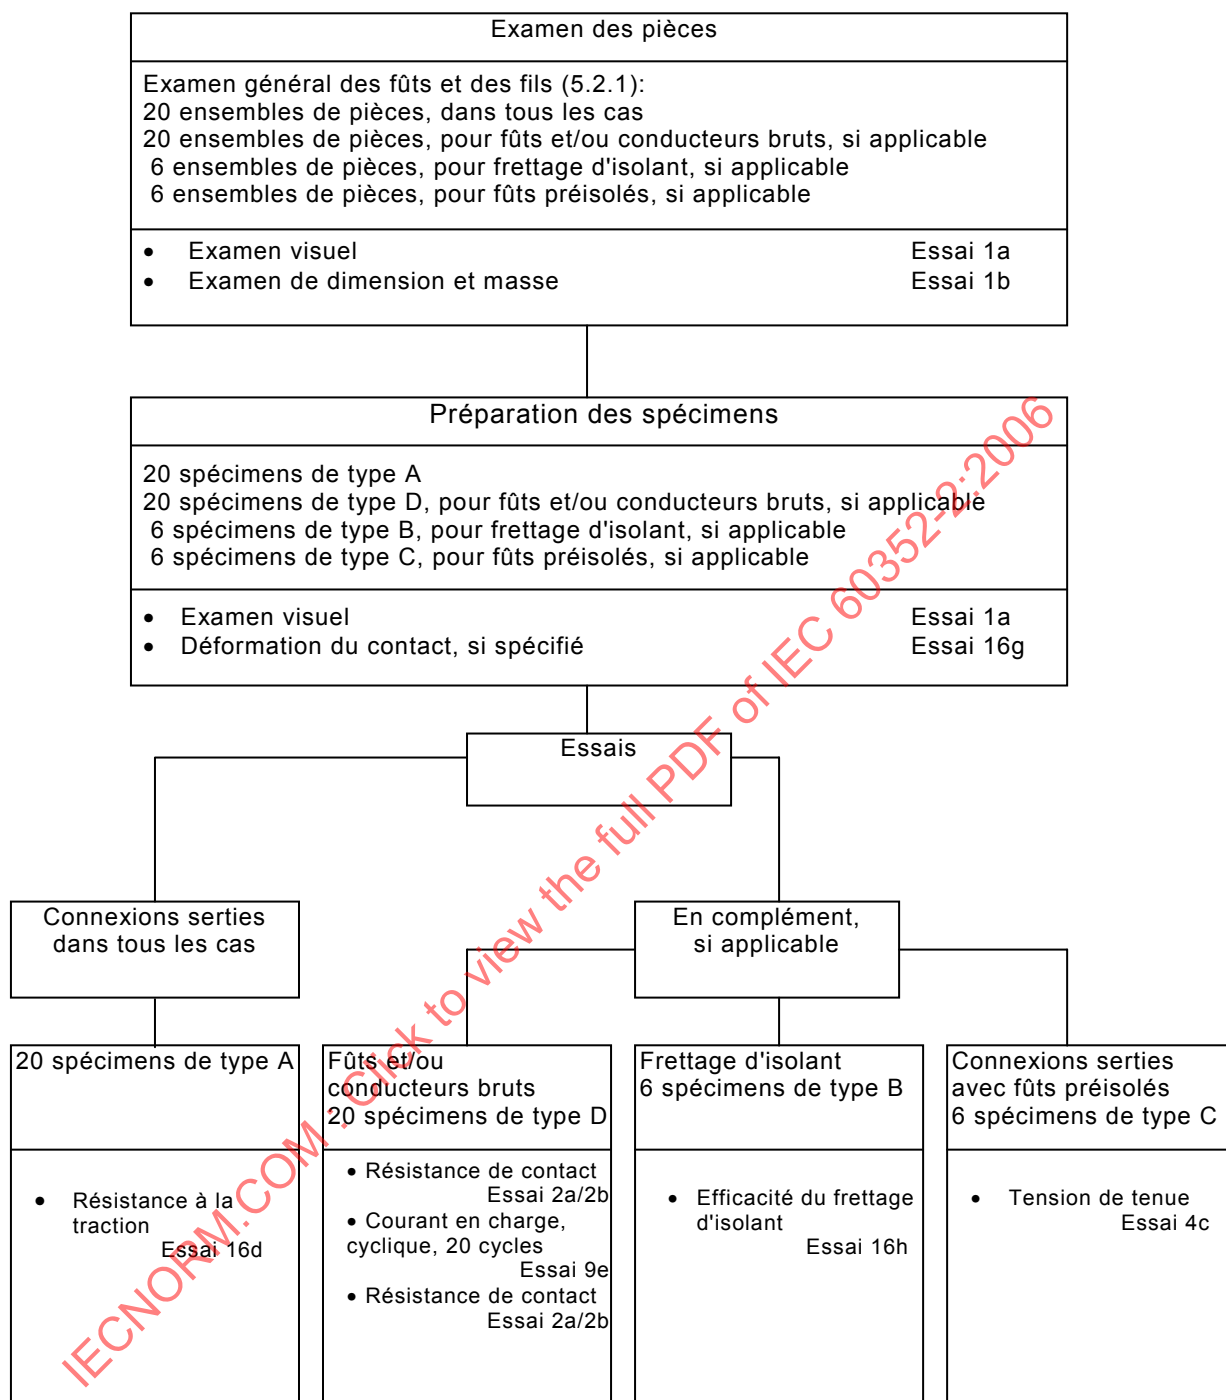 Examen des pièces
Examen général des fûts et des fils (5.2.1):
20 ensembles de pièces, dans tous les cas
20 ensembles de pièces, pour fûts et/ou conducteurs bruts, si applicable
6 ensembles de pièces, pour frettage d'isolant, si applicable
6 ensembles de pièces, pour fûts préisolés, si applicable
• Examen visuel Essai 1a
• Examen de dimension et masse Essai 1b
Préparation des spécimens
20 spécimens de type A
20 spécimens de type D, pour fûts et/ou conducteurs bruts, si applicable
6 spécimens de type B, pour frettage d'isolant, si applicable
6 spécimens de type C, pour fûts préisolés, si applicable
• Examen visuel Essai 1a
• Déformation du contact, si spécifié Essai 16g
Essais
Connexions serties
dans tous les cas
En complément,
si applicable
20 spécimens de type A
• Résistance à la
traction
Essai 16d
Fûts et/ou
conducteurs bruts
20 spécimens de type D
• Résistance de contact
Essai 2a/2b
• Courant en charge,
cyclique, 20 cycles
Essai 9e
• Résistance de contact
Essai 2a/2b
Frettage d'isolant
6 spécimens de type B
• Efficacité du frettage
d'isolant
Essai 16h
Connexions serties
avec fûts préisolés
6 spécimens de type C
• Tension de tenue
Essai 4c
IECNORM.COM : Click to view the full PDF of IEC 60352-2:2006